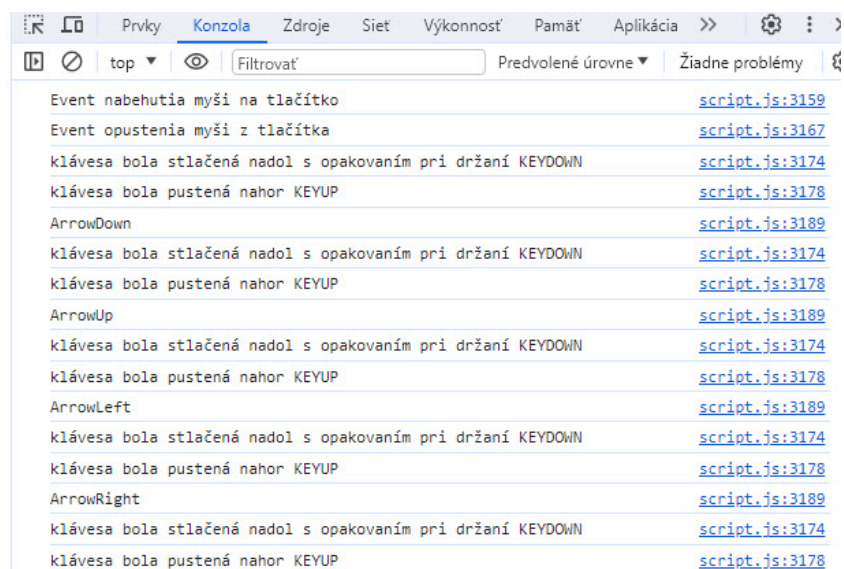 Prvky Konzola Zdroje Sieť Výkonnosť Pamäť Aplikácia
top Filtrovať Predvolené úrovne Žiadne problémy
Event nabehutia myši na tlačítko script.js:3159
Event opustenia myši z tlačítka script.js:3167
klávesa bola stlačená nadol s opakovaním pri držaní KEYDOWN script.js:3174
klávesa bola pustená nahor KEYUP script.js:3178
ArrowDown script.js:3189
klávesa bola stlačená nadol s opakovaním pri držaní KEYDOWN script.js:3174
klávesa bola pustená nahor KEYUP script.js:3178
ArrowUp script.js:3189
klávesa bola stlačená nadol s opakovaním pri držaní KEYDOWN script.js:3174
klávesa bola pustená nahor KEYUP script.js:3178
ArrowLeft script.js:3189
klávesa bola stlačená nadol s opakovaním pri držaní KEYDOWN script.js:3174
klávesa bola pustená nahor KEYUP script.js:3178
ArrowRight script.js:3189
klávesa bola stlačená nadol s opakovaním pri držaní KEYDOWN script.js:3174
klávesa bola pustená nahor KEYUP script.js:3178